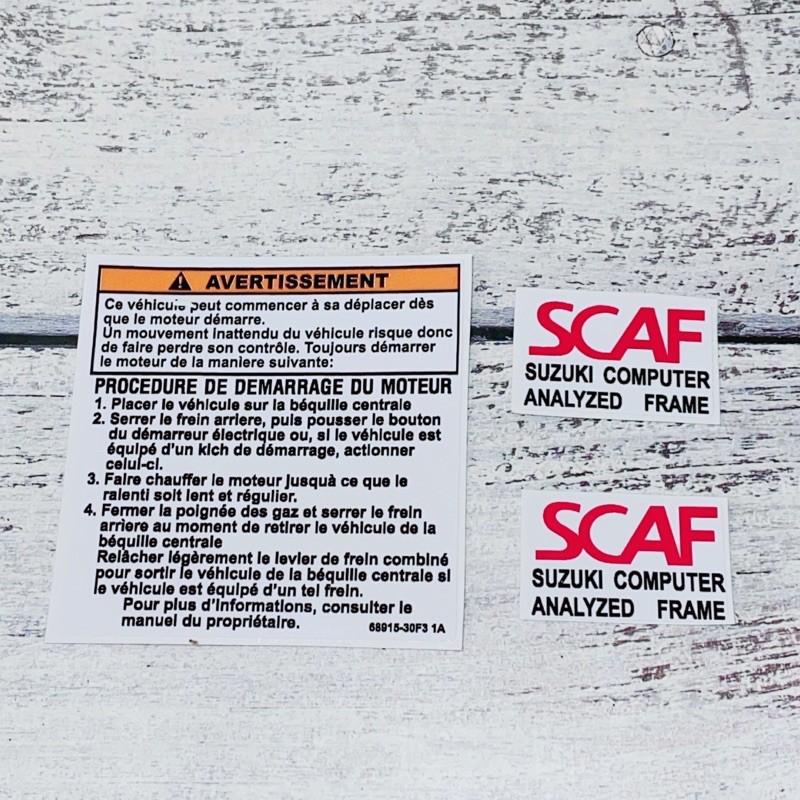 AVERTISSEMENT
Ce véhicule peut commencer à sa déplacer dès
que le moteur démarre.
Un mouvement inattendu du véhicule risque donc
de faire perdre son contrôle. Toujours démarrer
le moteur de la maniere suivante:
PROCEDURE DE DEMARRAGE DU MOTEUR
1. Placer le véhicule sur la béquille centrale
2. Serrer le frein arriere, puis pousser le bouton
du démarreur électrique ou, si le véhicule est
équipé d'un kich de démarrage, actionner
celui-ci.
3. Faire chauffer le moteur jusquà ce que le
ralenti soit lent et régulier.
4. Fermer la poignée des gaz et serrer le frein
arriere au moment de retirer le véhicule de la
béquille centrale
Relâcher légèrement le levier de frein combiné
pour sortir le véhicule de la béquille centrale si
le véhicule est équipé d'un tel frein.
Pour plus d'informations, consulter le
manuel du propriétaire.
68915-30F3 1A
SCAF
SUZUKI COMPUTER
ANALYZED FRAME
SCAF
SUZUKI COMPUTER
ANALYZED FRAME